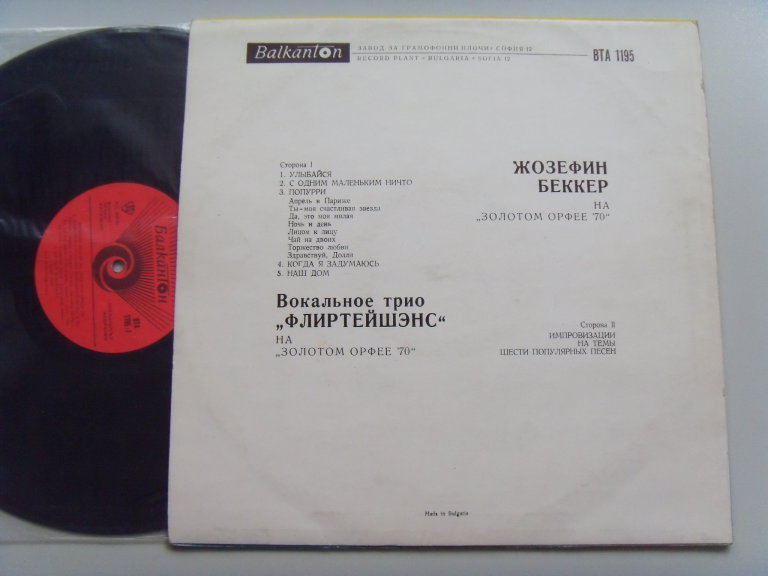 Balkanton
ЗАВОД ЗА ГРАМОФОННИ ПЛОЧИ • СОФИЯ 12
RECORD PLANT • BULGARIA • SOFIA 12
ВТА 1195
Сторона I
1. УЛЫБАЙСЯ
2. С ОДНИМ МАЛЕНЬКИМ НИЧТО
3. ПОПУРРИ
Апрель в Париже
Ты - моя счастливая звезда
Да, это моя милая
Ночь и день
Лицом к лицу
Чай на двоих
Торжество любви
Здравствуй, Долли
4. КОГДА Я ЗАДУМАЮСЬ
5. НАШ ДОМ
ЖОЗЕФИН
БЕККЕР
НА
„ЗОЛОТОМ ОРФЕЕ '70“
Вокальное трио
„ФЛИРТЕЙШЭНС“
НА
„ЗОЛОТОМ ОРФЕЕ '70“
Сторона II
ИМПРОВИЗАЦИИ
НА ТЕМЫ
ШЕСТИ ПОПУЛЯРНЫХ ПЕСЕН
Made in Bulgaria
Балкантон